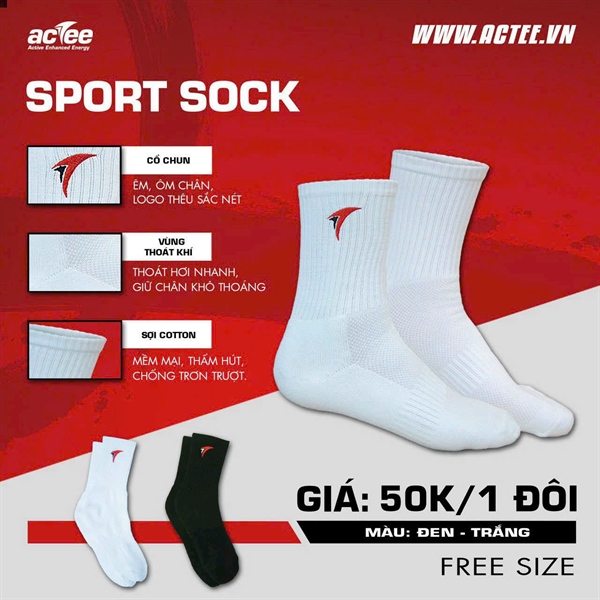 acTee
Active Enhanced Energy
WWW.ACTEE.VN
SPORT SOCK
CỔ CHUN
ÊM, ÔM CHÂN,
LOGO THÊU SẮC NÉT
VÙNG
THOÁT KHÍ
THOÁT HƠI NHANH,
GIỮ CHÂN KHÔ THOÁNG
SỢI COTTON
MỀM MẠI, THẤM HÚT,
CHỐNG TRƠN TRƯỢT.
GIÁ: 50K/1 ĐÔI
MÀU: ĐEN - TRẮNG
FREE SIZE